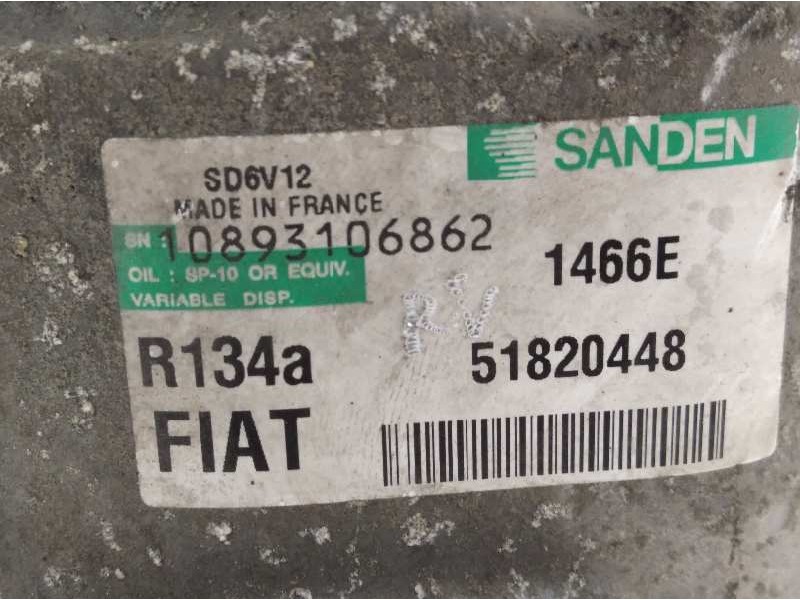 SANDEN
SD6V12
MADE IN FRANCE
SN : 10893106862
1466E
OIL : SP-10 OR EQUIV.
VARIABLE DISP.
R134a
51820448
FIAT